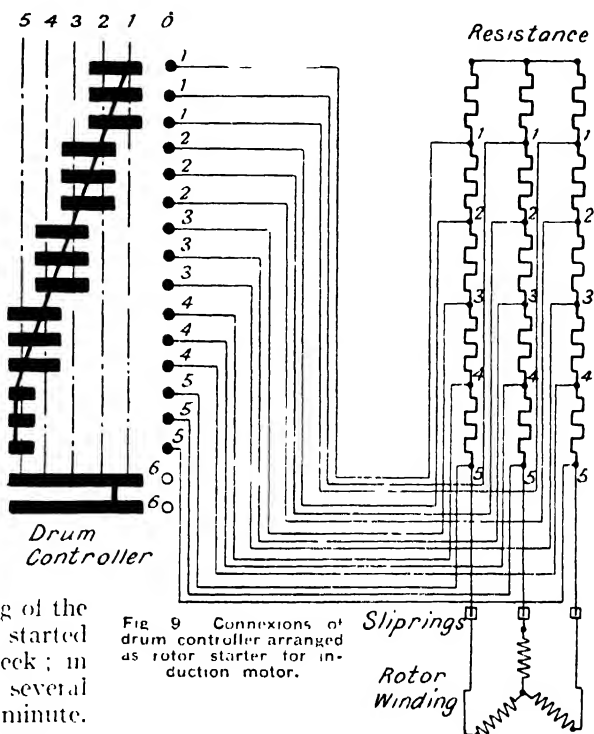 5 4 3 2 1 0
Resistance
1
1
1
2
2
2
3
3
3
4
4
4
5
5
5
6
6
1 1 1
2 2 2
3 3 3
4 4 4
5 5 5
Drum
Controller
g of the
started
eek ; in
several
minute.
Fig 9 Connexions of
drum controller arranged
as rotor starter for in-
duction motor.
Sliprings
Rotor
Winding